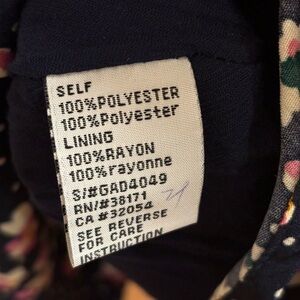 SELF
100%POLYESTER
100%Polyester
LINING
100%RAYON
100%rayonne
S/#GAD4049
RN/#38171
CA #32054
SEE REVERSE
FOR CARE
INSTRUCTION